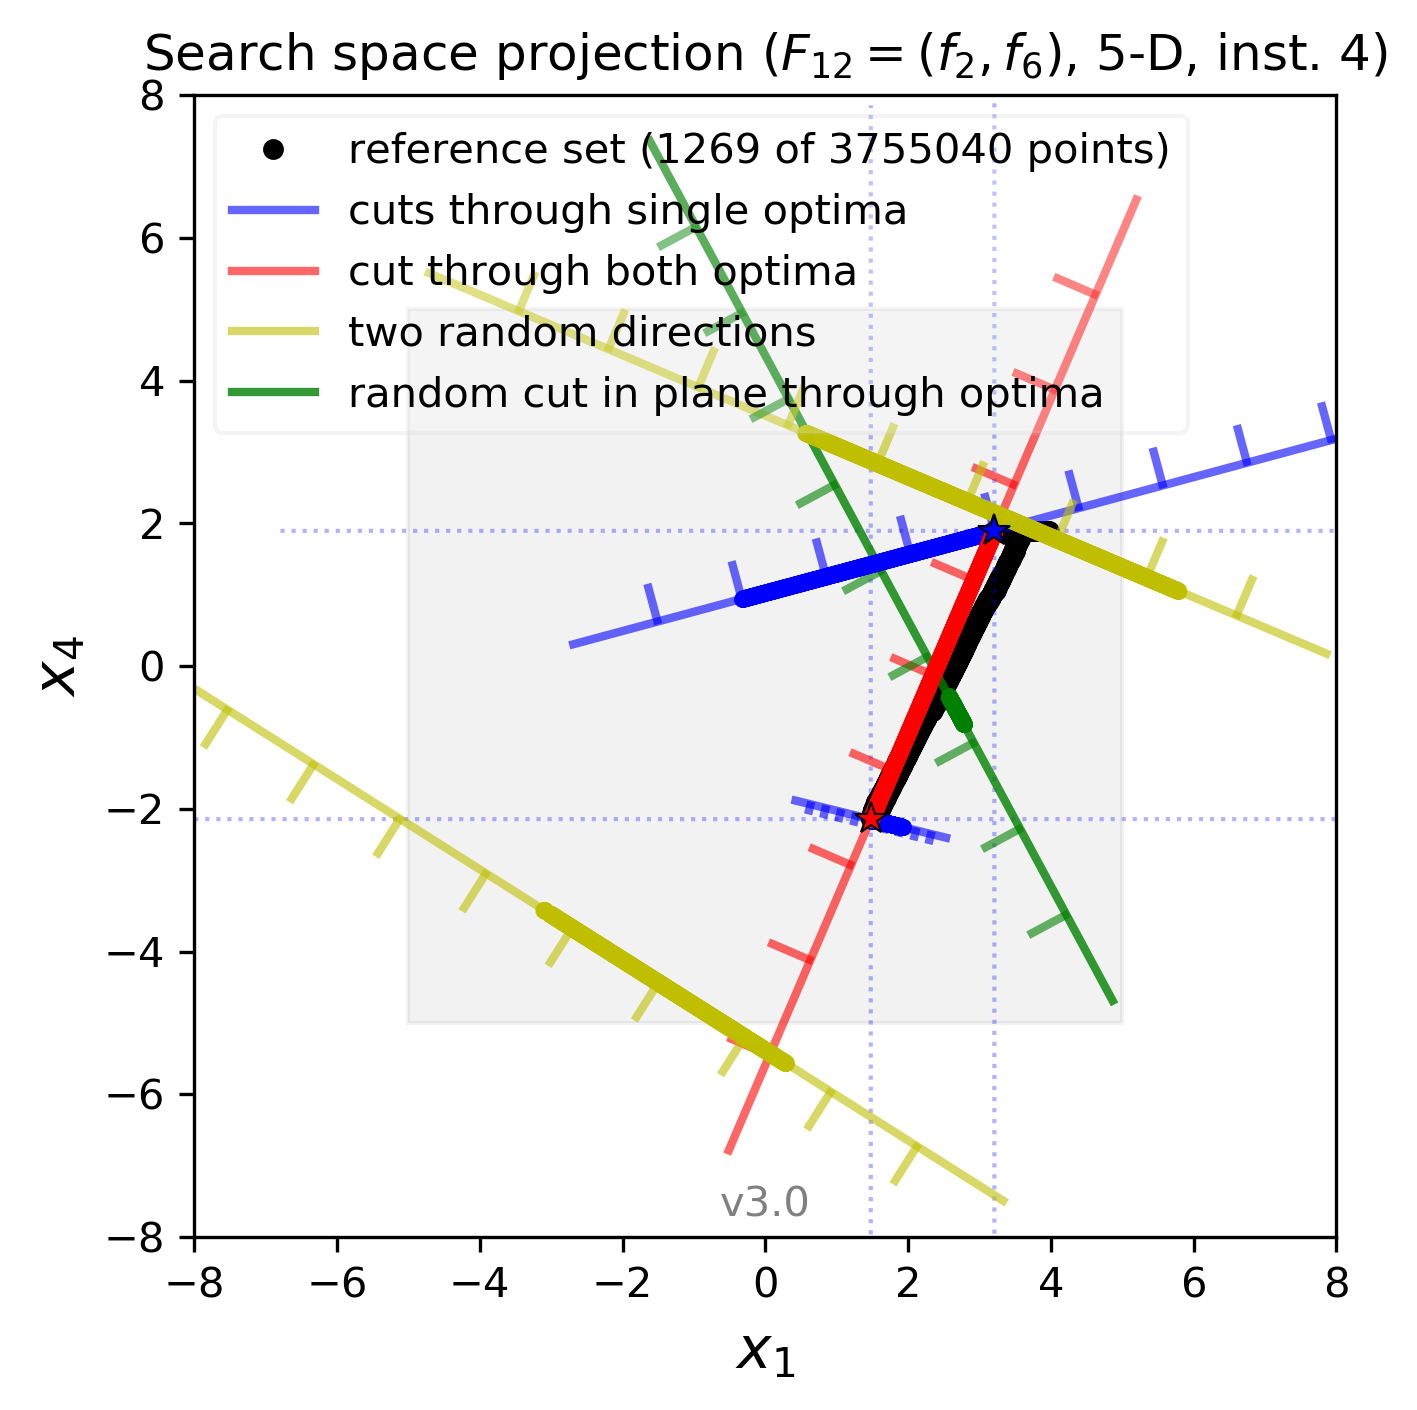 Search space projection (F12 = (f2, f6), 5-D, inst. 4)
reference set (1269 of 3755040 points)
cuts through single optima
cut through both optima
two random directions
random cut in plane through optima
8
6
4
2
0
−2
−4
−6
−8
x4
v3.0
−8 −6 −4 −2 0 2 4 6 8
x1